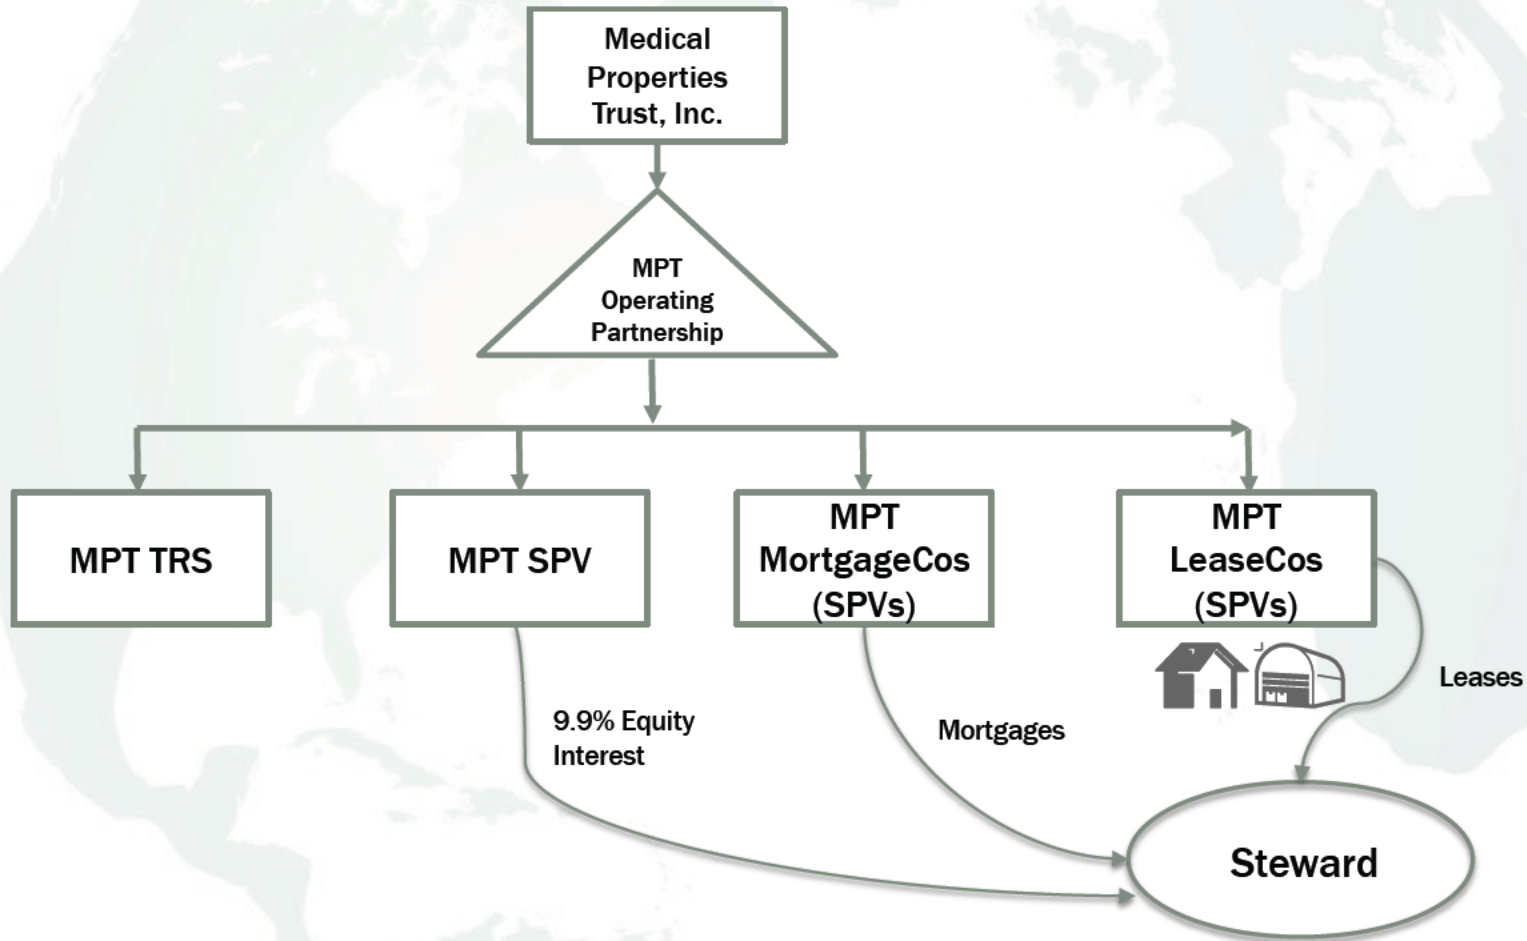 Medical
Properties
Trust, Inc.
MPT
Operating
Partnership
MPT TRS
MPT SPV
MPT
MortgageCos
(SPVs)
MPT
LeaseCos
(SPVs)
9.9% Equity
Interest
Mortgages
Leases
Steward